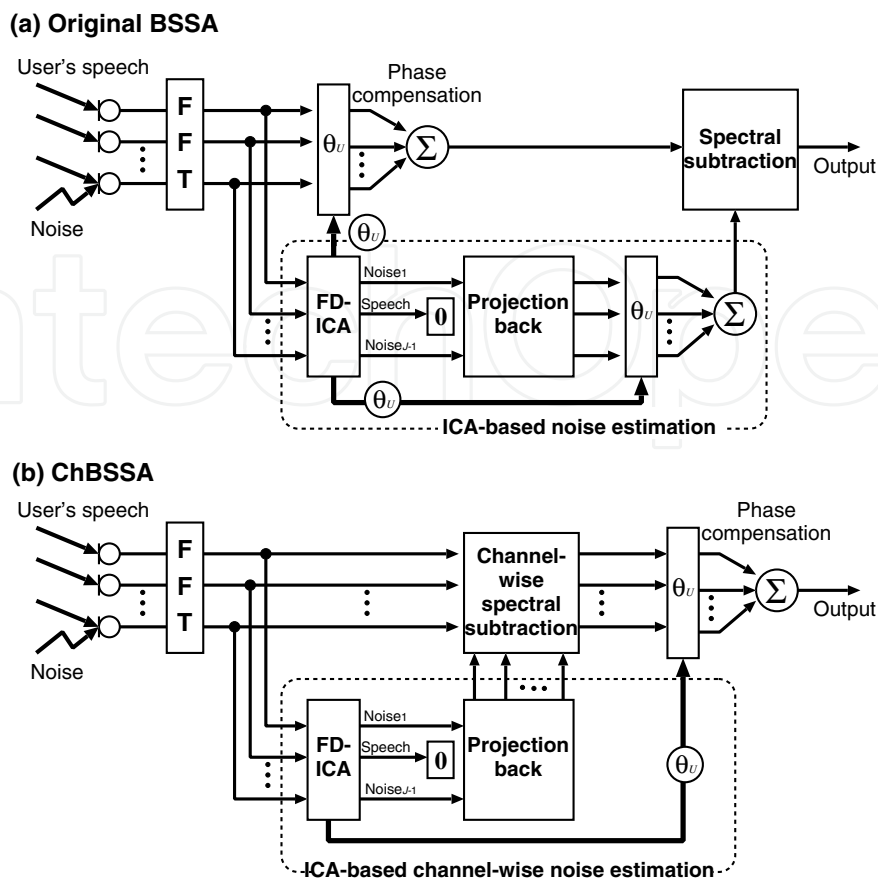 (a) Original BSSA
User's speech
Phase
compensation
F
F
T
θU
Σ
Spectral
subtraction
Output
Noise
θU
FD-
ICA
Noise1
Speech
NoiseJ-1
0
Projection
back
θU
Σ
θU
ICA-based noise estimation
(b) ChBSSA
User's speech
Phase
compensation
F
F
T
Channel-
wise
spectral
subtraction
θU
Σ
Output
Noise
FD-
ICA
Noise1
Speech
NoiseJ-1
0
Projection
back
θU
ICA-based channel-wise noise estimation